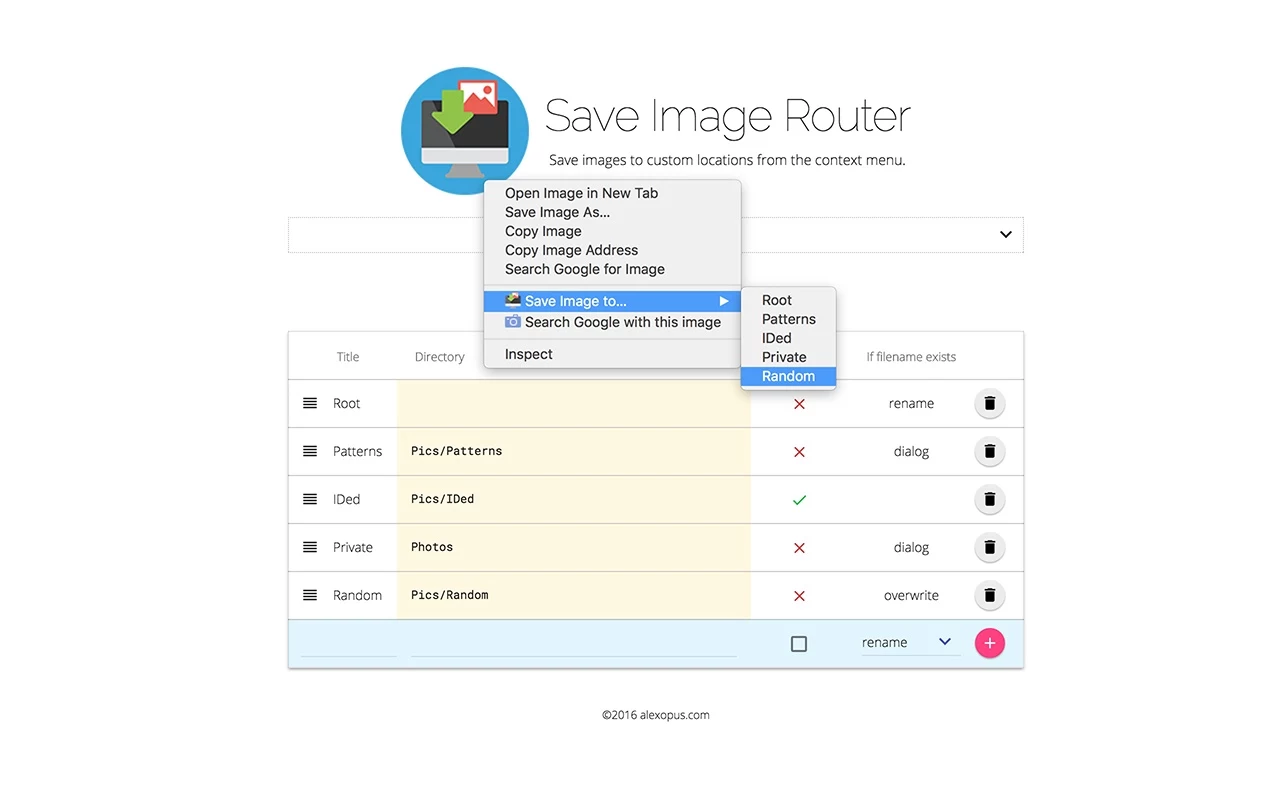 Save Image Router
Save images to custom locations from the context menu.
Open Image in New Tab
Save Image As...
Copy Image
Copy Image Address
Search Google for Image
Save Image to...
Search Google with this image
Inspect
Root
Patterns
IDed
Private
Random
Title Directory If filename exists
Root rename
Patterns Pics/Patterns dialog
IDed Pics/IDed
Private Photos dialog
Random Pics/Random overwrite
rename
©2016 alexopus.com